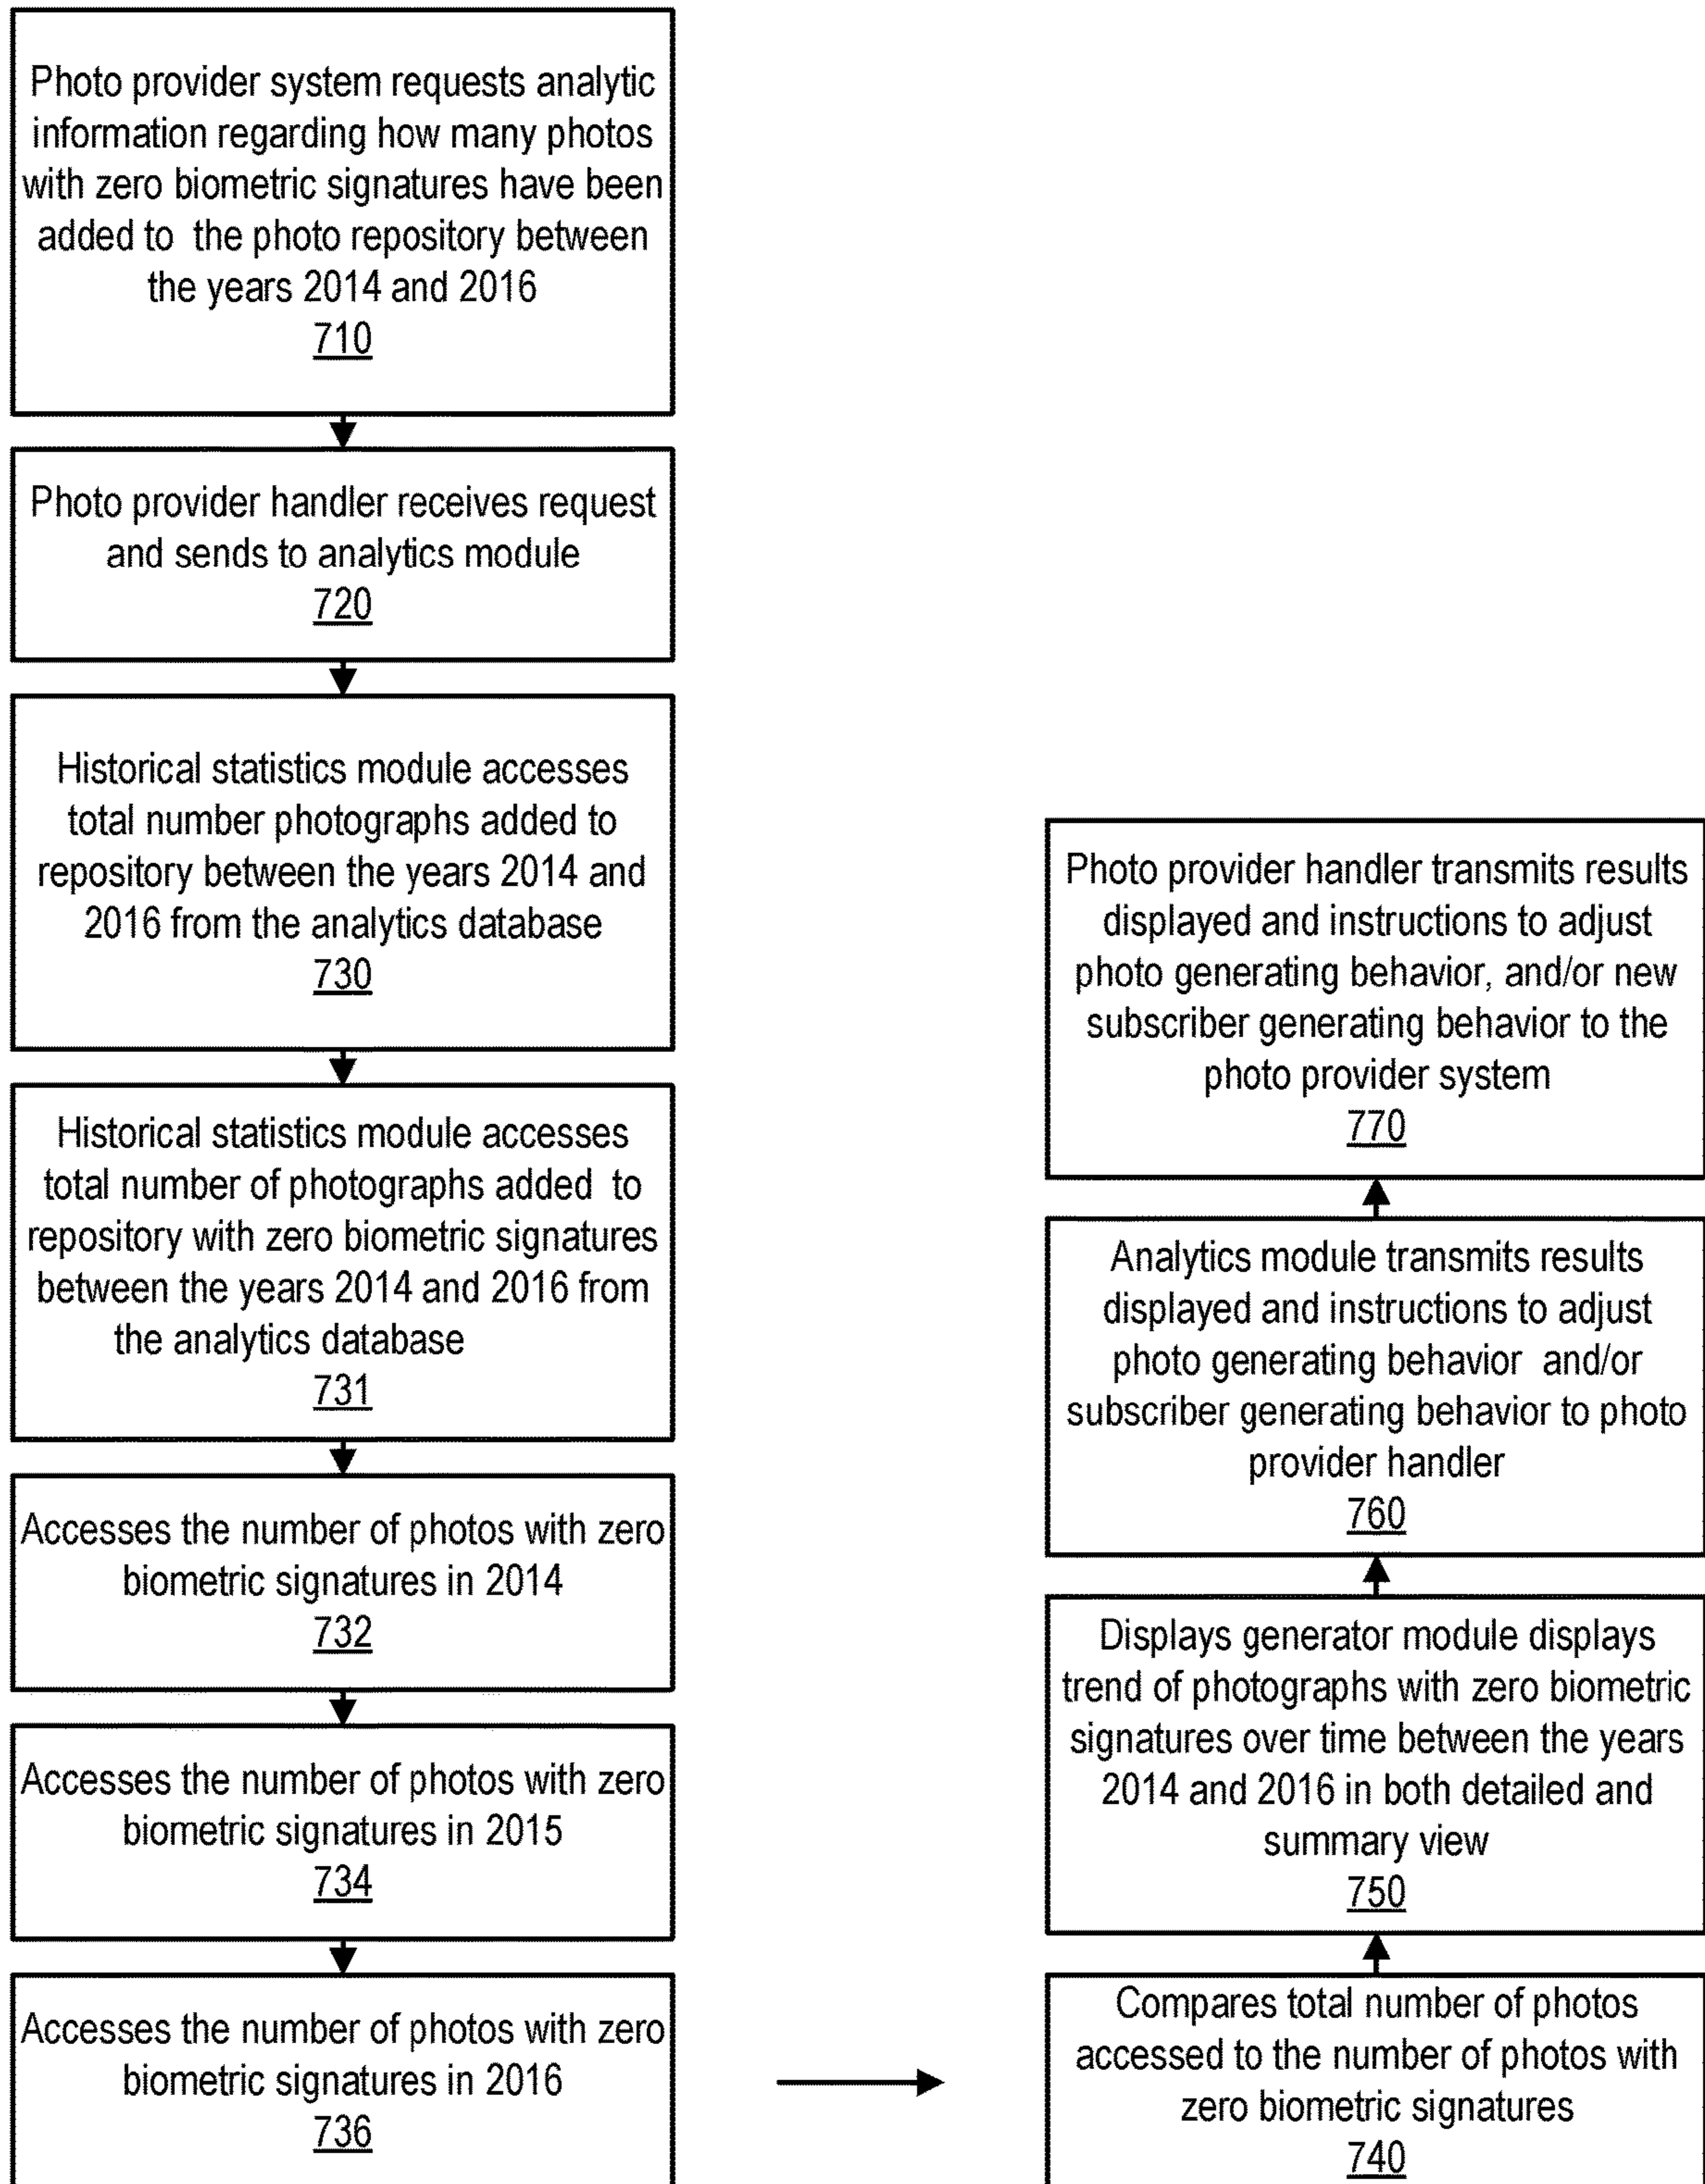 Photo provider system requests analytic
information regarding how many photos
with zero biometric signatures have been
added to the photo repository between
the years 2014 and 2016
710
Photo provider handler receives request
and sends to analytics module
720
Historical statistics module accesses
total number photographs added to
repository between the years 2014 and
2016 from the analytics database
730
Historical statistics module accesses
total number of photographs added to
repository with zero biometric signatures
between the years 2014 and 2016 from
the analytics database
731
Accesses the number of photos with zero
biometric signatures in 2014
732
Accesses the number of photos with zero
biometric signatures in 2015
734
Accesses the number of photos with zero
biometric signatures in 2016
736
Photo provider handler transmits results
displayed and instructions to adjust
photo generating behavior, and/or new
subscriber generating behavior to the
photo provider system
770
Analytics module transmits results
displayed and instructions to adjust
photo generating behavior and/or
subscriber generating behavior to photo
provider handler
760
Displays generator module displays
trend of photographs with zero biometric
signatures over time between the years
2014 and 2016 in both detailed and
summary view
750
Compares total number of photos
accessed to the number of photos with
zero biometric signatures
740